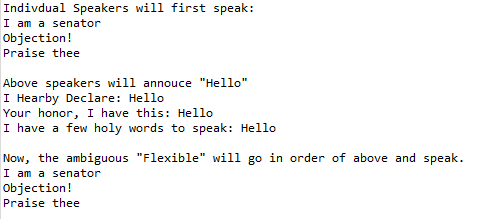 Indivdual Speakers will first speak:
I am a senator
Objection!
Praise thee

Above speakers will annouce "Hello"
I Hearby Declare: Hello
Your honor, I have this: Hello
I have a few holy words to speak: Hello

Now, the ambiguous "Flexible" will go in order of above and speak.
I am a senator
Objection!
Praise thee